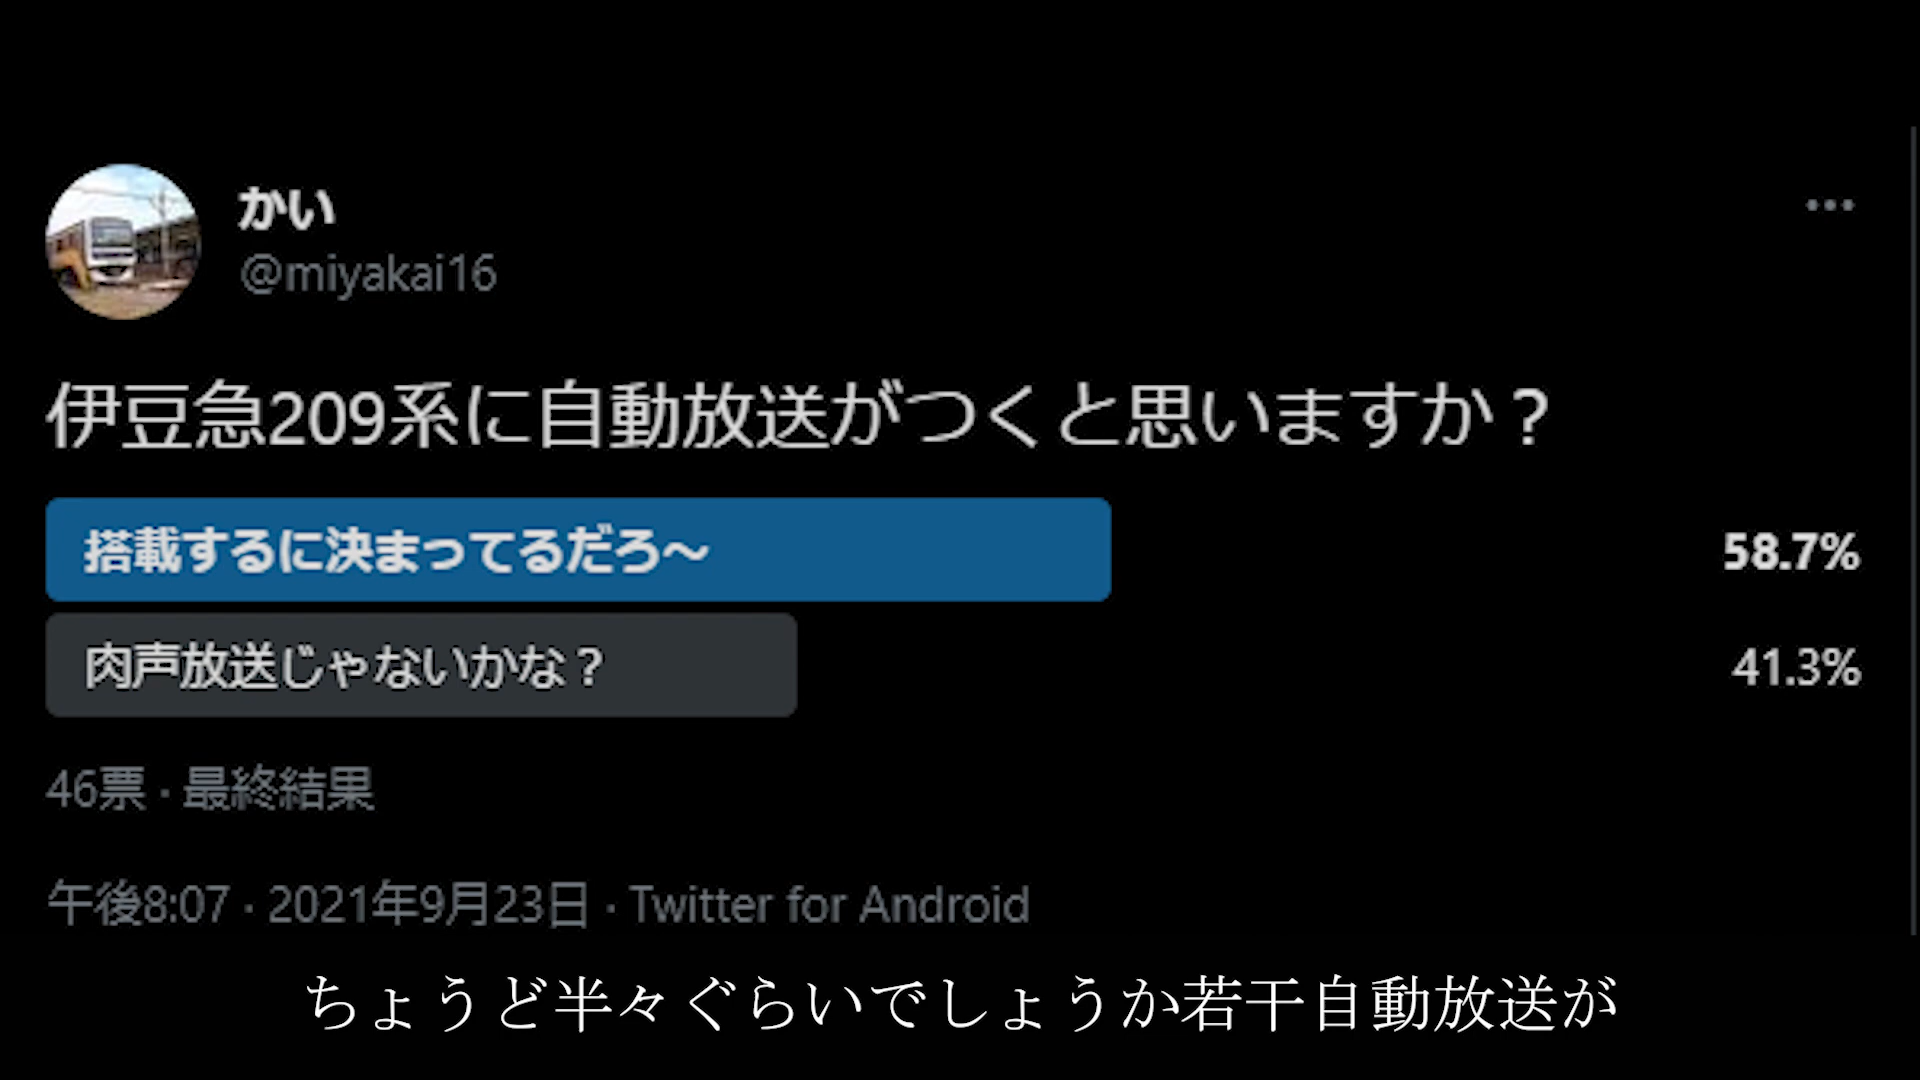 かい
@miyakai16
伊豆急209系に自動放送がつくと思いますか？
搭載するに決まってるだろ～ 58.7%
肉声放送じゃないかな？ 41.3%
46票 · 最終結果
午後8:07 · 2021年9月23日 · Twitter for Android
ちょうど半々ぐらいでしょうか若干自動放送が